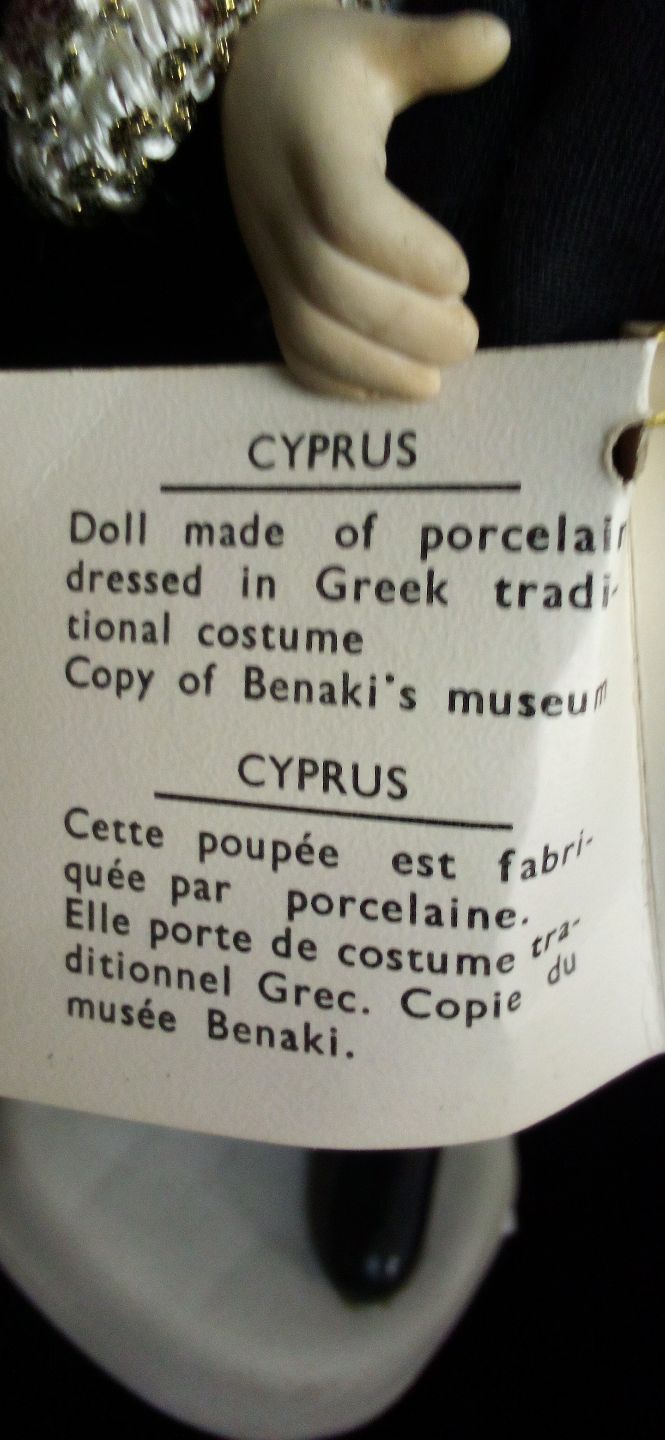 CYPRUS
Doll made of porcelain
dressed in Greek tradi-
tional costume
Copy of Benaki's museum
CYPRUS
Cette poupée est fabri-
quée par porcelaine.
Elle porte de costume tra-
ditionnel Grec. Copie du
musée Benaki.